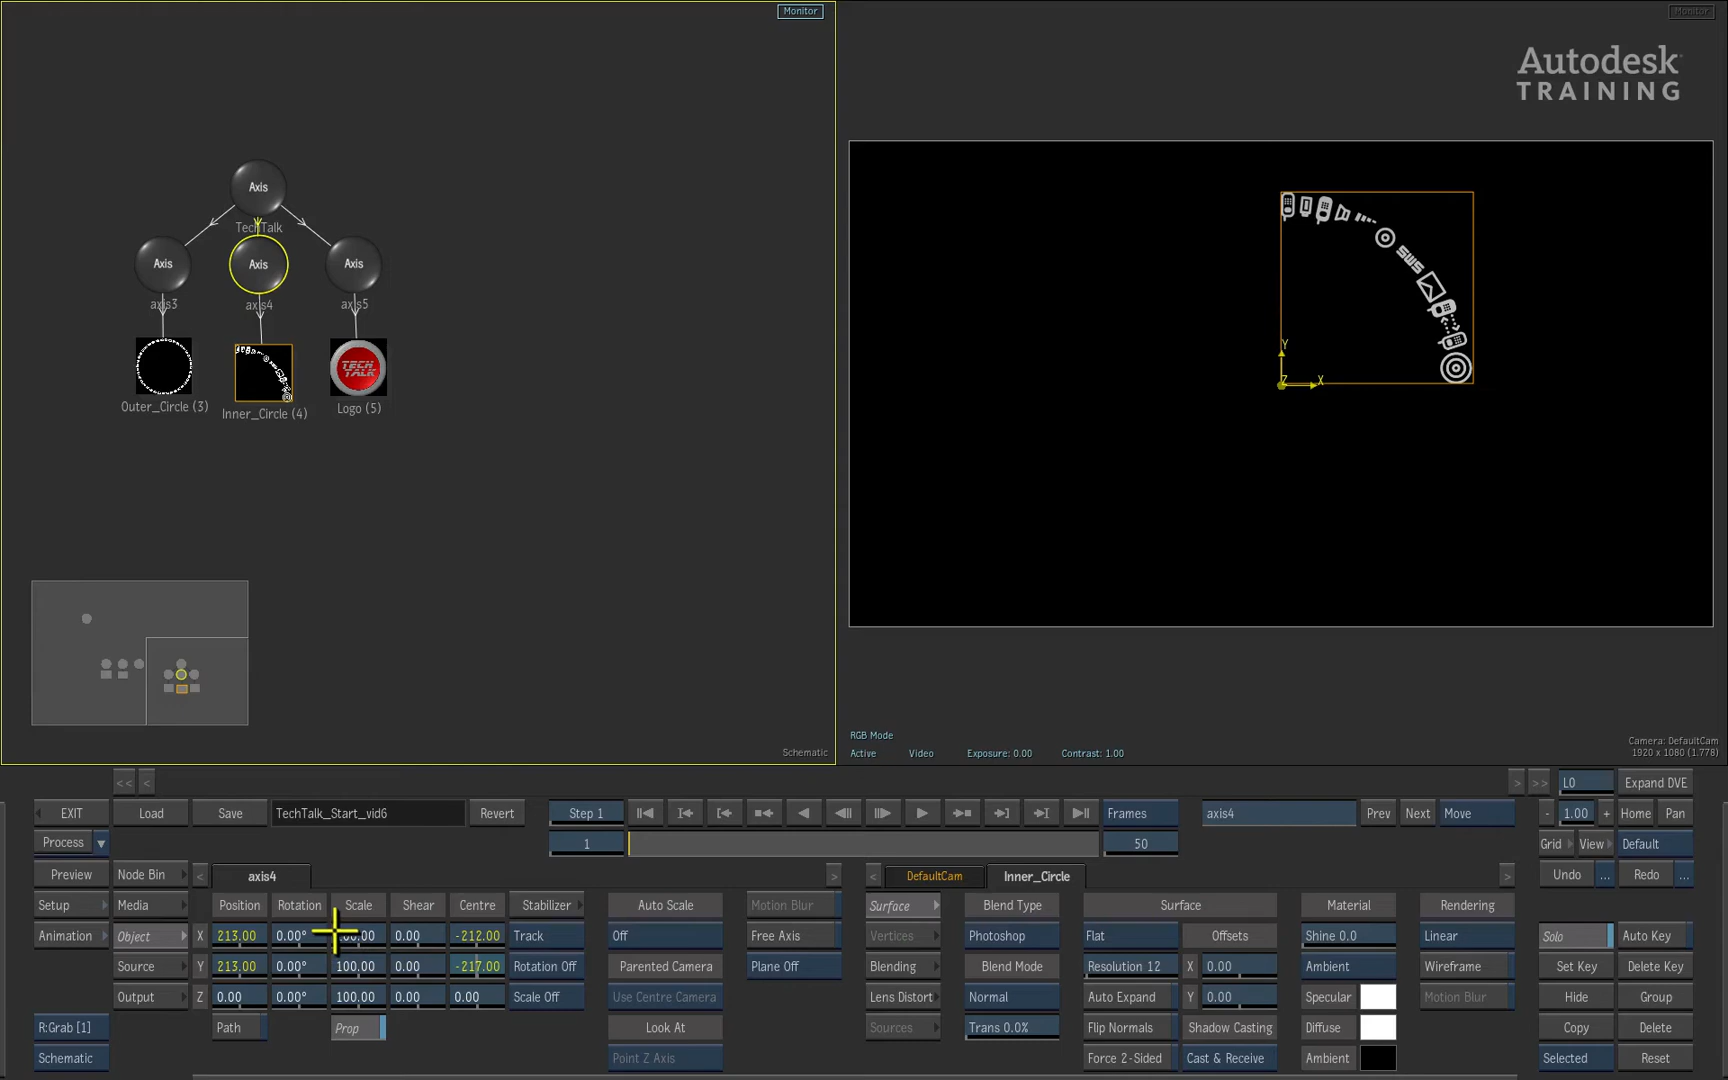 Monitor
Monitor
Autodesk
TRAINING
Axis
TechTalk
Axis
Axis
Axis
axis3
axis4
axis5
TECH
TALK
Outer_Circle (3)
Inner_Circle (4)
Logo (5)
SMS
Y
Z
X
RGB Mode
Active Video Exposure: 0.00 Contrast: 1.00
Schematic
Camera: DefaultCam
1920 x 1080 (1.778)
<< <
> >> L0 Expand DVE
EXIT Load Save TechTalk_Start_vid6 Revert Step 1 Frames axis4 Prev Next Move - 1.00 + Home Pan
Process 1 50 Grid View Default
Preview Node Bin < axis4 > < DefaultCam Inner_Circle > Undo ... Redo ...
Setup Media Position Rotation Scale Shear Centre Stabilizer Auto Scale Motion Blur Surface Blend Type Surface Material Rendering
Animation Object X 213.00 0.00° 0.00 -212.00 Track Off Free Axis Vertices Photoshop Flat Offsets Shine 0.0 Linear Solo Auto Key
Source Y 213.00 0.00° 100.00 0.00 -217.00 Rotation Off Parented Camera Plane Off Blending Blend Mode Resolution 12 X 0.00 Ambient Wireframe Set Key Delete Key
Output Z 0.00 0.00° 100.00 0.00 0.00 Scale Off Use Centre Camera Lens Distort Normal Auto Expand Y 0.00 Specular Motion Blur Hide Group
R:Grab [1] Path Prop Look At Sources Trans 0.0% Flip Normals Shadow Casting Diffuse Copy Delete
Schematic Point Z Axis Force 2-Sided Cast & Receive Ambient Selected Reset